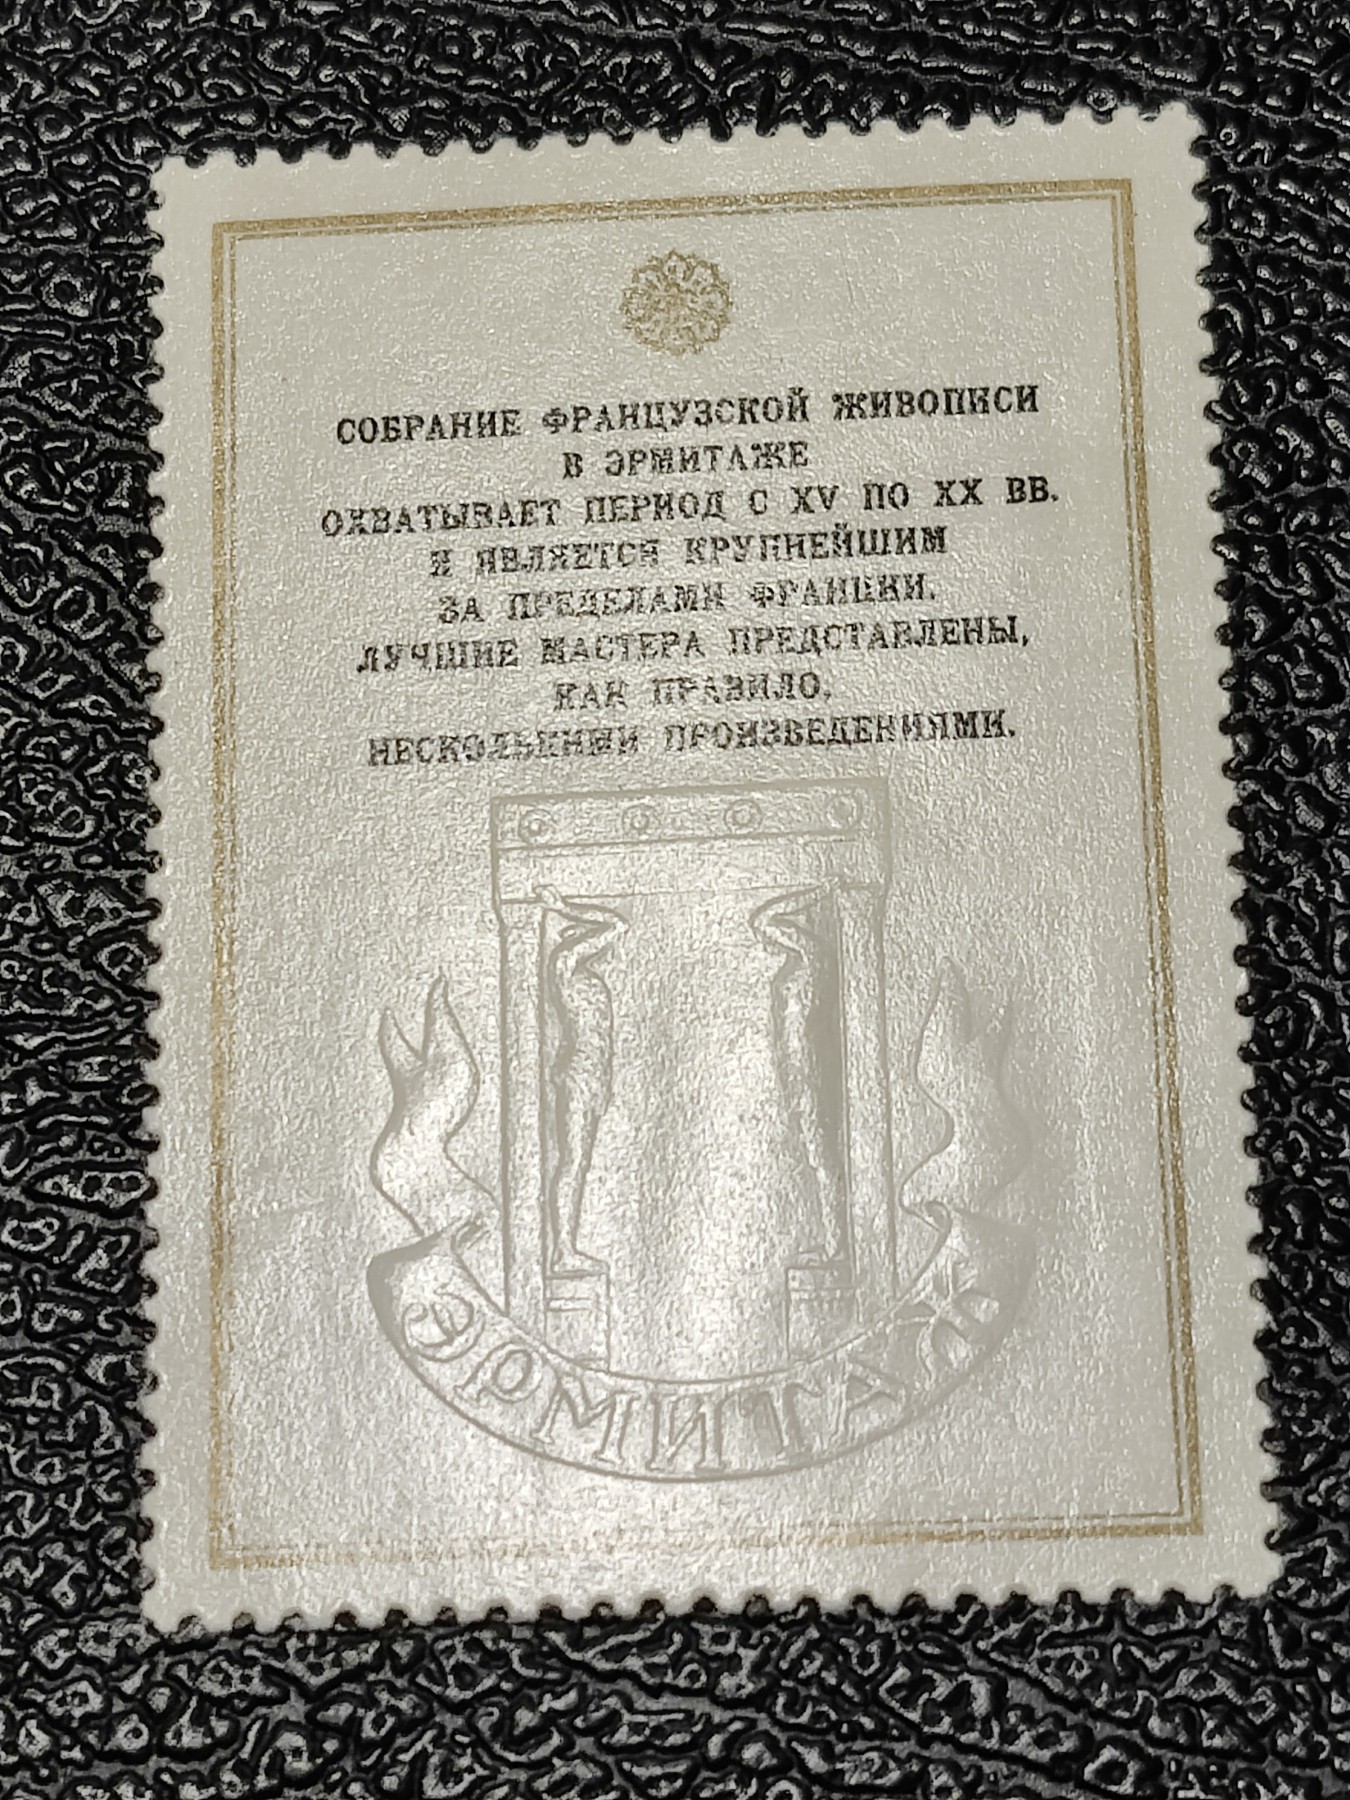 СОБРАНИЕ ФРАНЦУЗСКОЙ ЖИВОПИСИ
В ЭРМИТАЖЕ
ОХВАТЫВАЕТ ПЕРИОД С XV ПО XX ВВ.
И ЯВЛЯЕТСЯ КРУПНЕЙШИМ
ЗА ПРЕДЕЛАМИ ФРАНЦИИ.
ЛУЧШИЕ МАСТЕРА ПРЕДСТАВЛЕНЫ,
КАК ПРАВИЛО,
НЕСКОЛЬКИМИ ПРОИЗВЕДЕНИЯМИ.
ЭРМИТАЖ